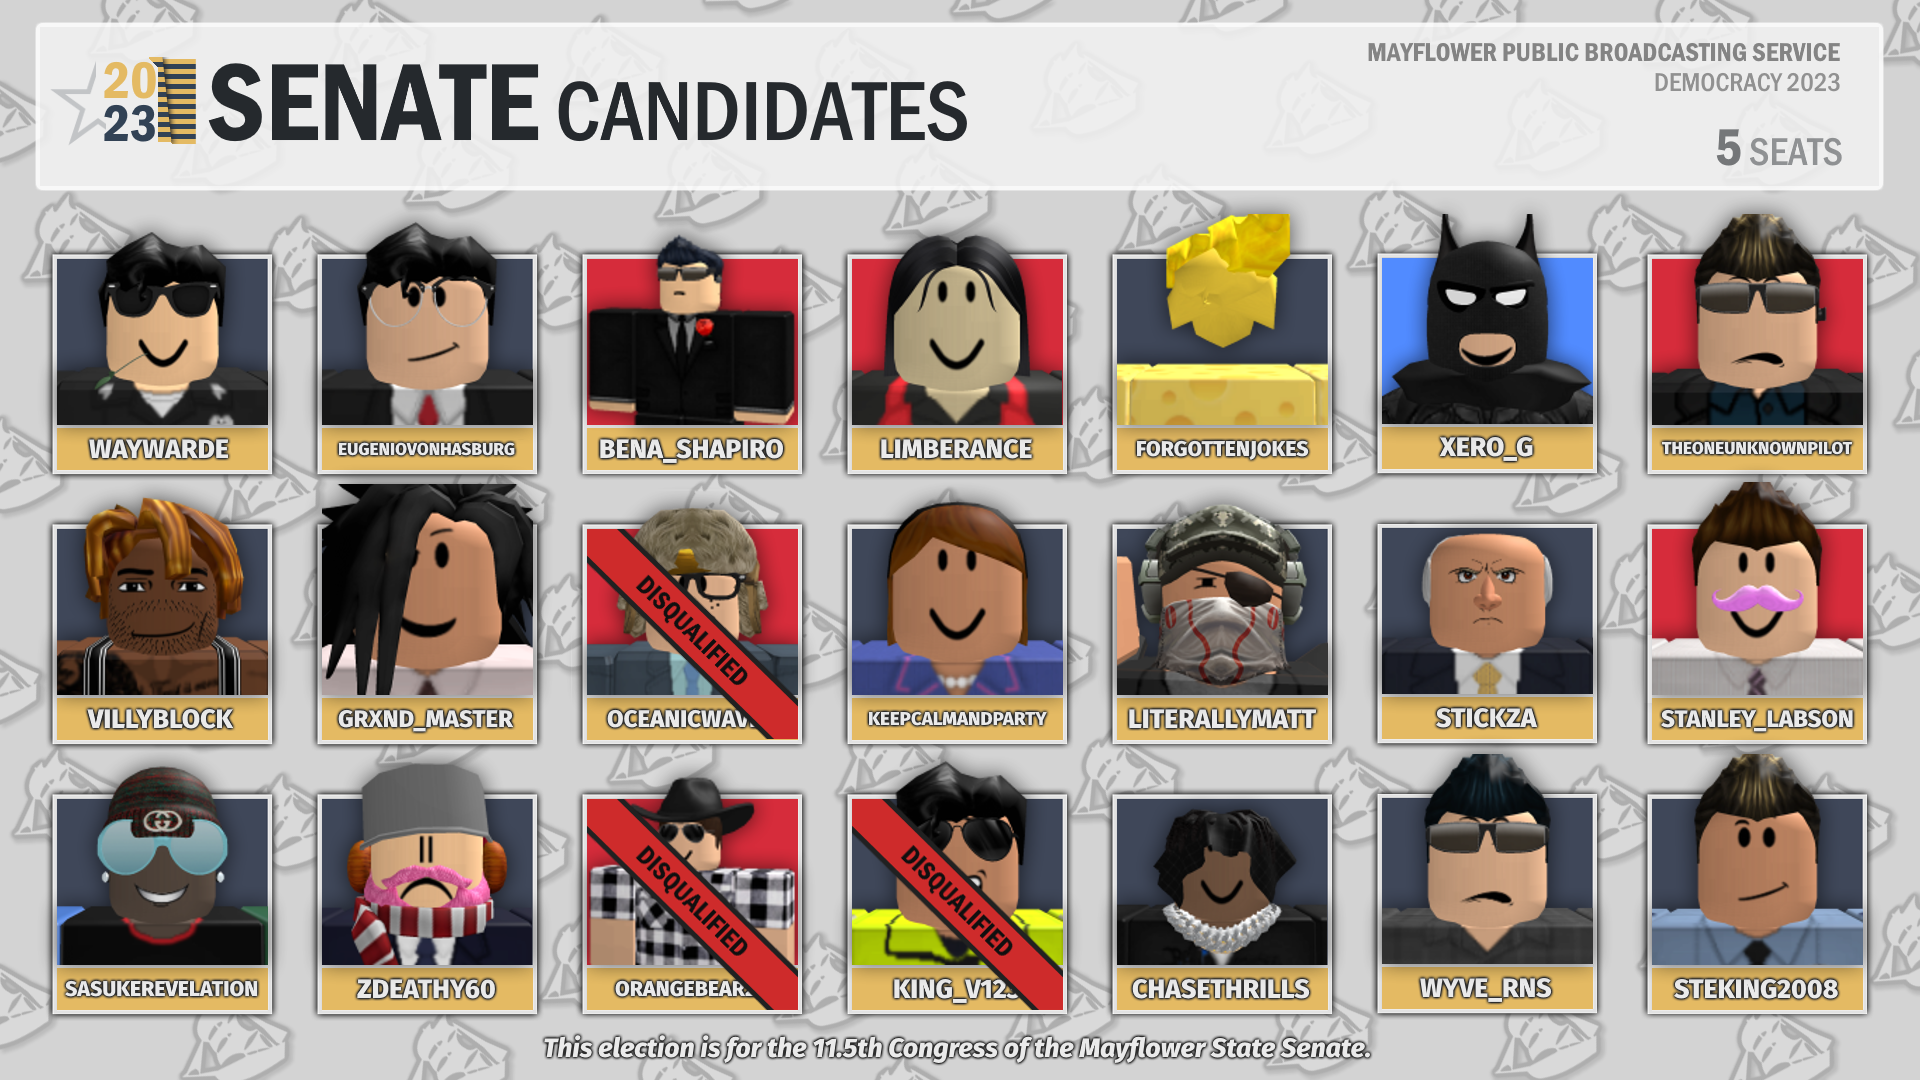 20
23
SENATE CANDIDATES
MAYFLOWER PUBLIC BROADCASTING SERVICE
DEMOCRACY 2023
5 SEATS
WAYWARDE
EUGENIOVONHASBURG
BENA_SHAPIRO
LIMBERANCE
FORGOTTENJOKES
XERO_G
THEONEUNKNOWNPILOT
DISQUALIFIED
VILLYBLOCK
GRXND_MASTER
KEEPCALMANDPARTY
LITERALLYMATT
STICKZA
STANLEY_LABSON
DISQUALIFIED
DISQUALIFIED
SASUKEREVELATION
ZDEATHY60
CHASETHRILLS
WYVE_RNS
STEKING2008
This election is for the 11.5th Congress of the Mayflower State Senate.